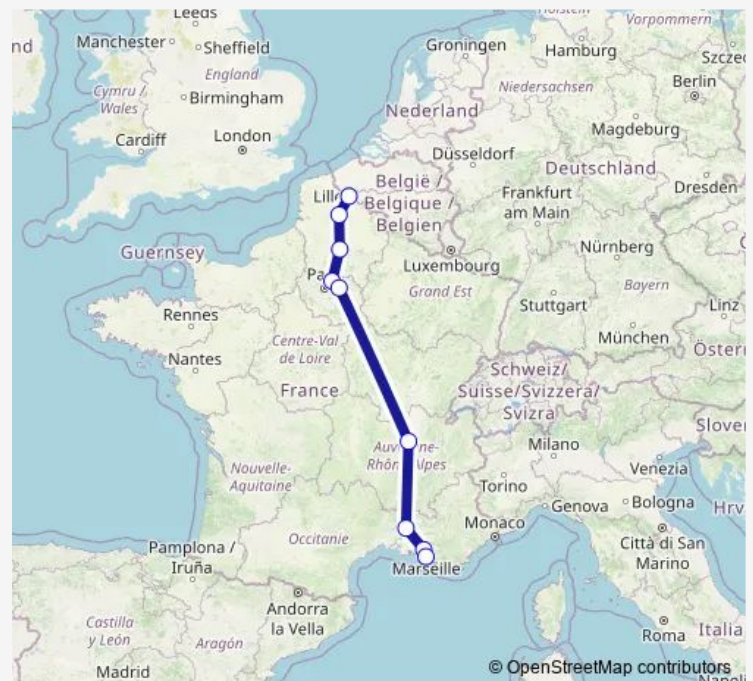 Leeds
Manchester
Sheffield
England
Cymru /
Wales
Birmingham
Cardiff
London
Groningen
Hamburg
Vorpommern
Niedersachsen
Berlin
Nederland
Magdeburg
Düsseldorf
Deutschland
België /
Belgique /
Belgien
Frankfurt
am Main
Dresden
Guernsey
Luxembourg
Nürnberg
Grand Est
Bayern
Rennes
Stuttgart
Linz
Centre-Val
de Loire
München
Nantes
France
Schweiz/
Suisse/Svizzera/
Svizra
Milano
Venezia
Nouvelle-
Aquitaine
Torino
Genova
Bologna
Monaco
Occitanie
Pamplona /
Iruña
Città di San
Marino
Marseille
Andorra
la Vella
Castilla
y León
Aragón
Roma
Italia
Madrid
© OpenStreetMap contributors